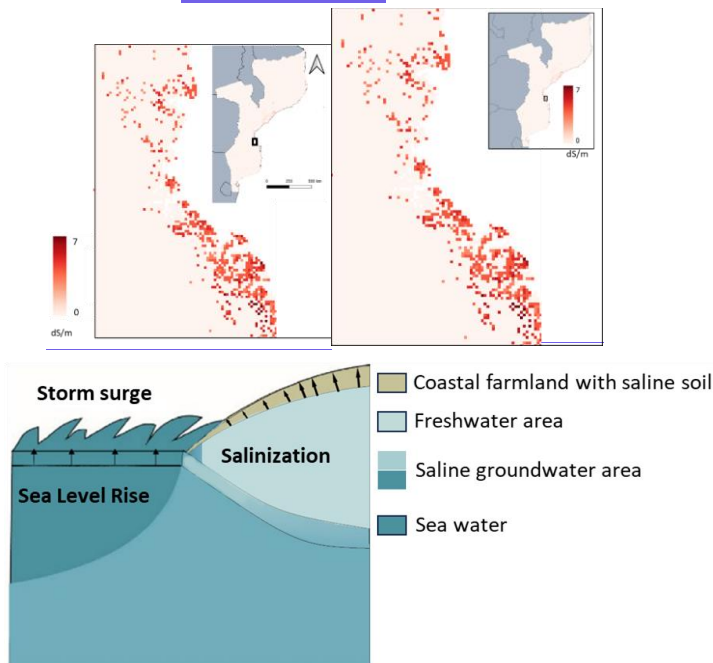 7
0
dS/m
7
0
dS/m
Storm surge
Salinization
Sea Level Rise
Coastal farmland with saline soil
Freshwater area
Saline groundwater area
Sea water